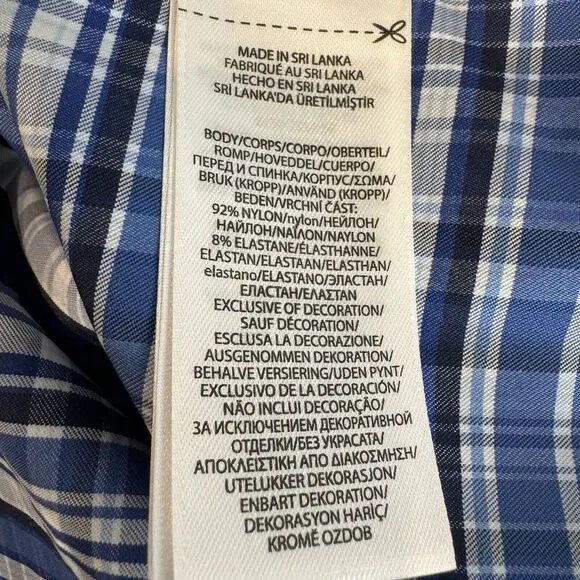 MADE IN SRI LANKA
FABRIQUÉ AU SRI LANKA
HECHO EN SRI LANKA
SRI LANKA'DA ÜRETILMIŞTIR
BODY/CORPS/CORPO/OBERTEIL/
ROMP/HOVEDDEL/CUERPO/
ПЕРЕД И СПИНКА/КОРПУС/ΣΩΜΑ/
BRUK (KROPP)/ANVÄND (KROPP)/
BEDEN/VRCHNÍ ČÁST:
92% NYLON/nylon/НЕЙЛОН/
НАЙЛОН/ΝΑΪΛΟΝ/NAYLON
8% ELASTANE/ÉLASTHANNE/
ELASTAN/ELASTAAN/ELASTHAN/
elastano/ELASTANO/ЭЛАСТАН/
ЕЛАСТАН/ΕΛΑΣΤΑΝ
EXCLUSIVE OF DECORATION/
SAUF DÉCORATION/
ESCLUSA LA DECORAZIONE/
AUSGENOMMEN DEKORATION/
BEHALVE VERSIERING/UDEN PYNT/
EXCLUSIVO DE LA DECORACIÓN/
NÃO INCLUI DECORAÇÃO/
ЗА ИСКЛЮЧЕНИЕМ ДЕКОРАТИВНОЙ
ОТДЕЛКИ/БЕЗ УКРАСАТА/
ΑΠΟΚΛΕΙΣΤΙΚΗ ΑΠΟ ΔΙΑΚΟΣΜΗΣΗ/
UTELUKKER DEKORASJON/
ENBART DEKORATION/
DEKORASYON HARİÇ/
KROMĚ OZDOB